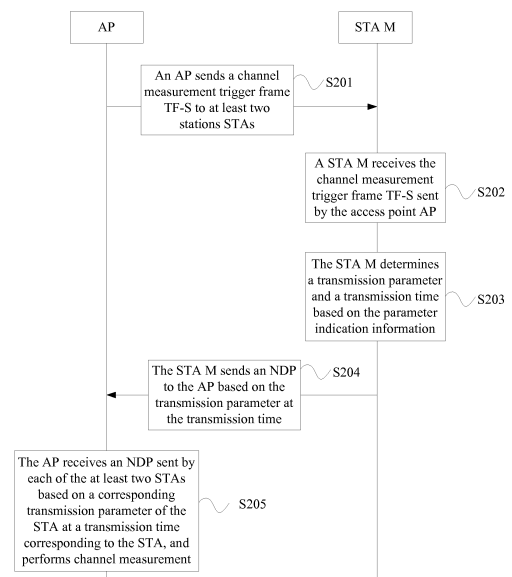 AP
STA M
An AP sends a channel
measurement trigger frame
TF-S to at least two
stations STAs
S201
A STA M receives the
channel measurement
trigger frame TF-S sent
by the access point AP
S202
The STA M determines
a transmission parameter
and a transmission time
based on the parameter
indication information
S203
The STA M sends an NDP
to the AP based on the
transmission parameter at
the transmission time
S204
The AP receives an NDP sent by
each of the at least two STAs
based on a corresponding
transmission parameter of the
STA at a transmission time
corresponding to the STA, and
performs channel measurement
S205